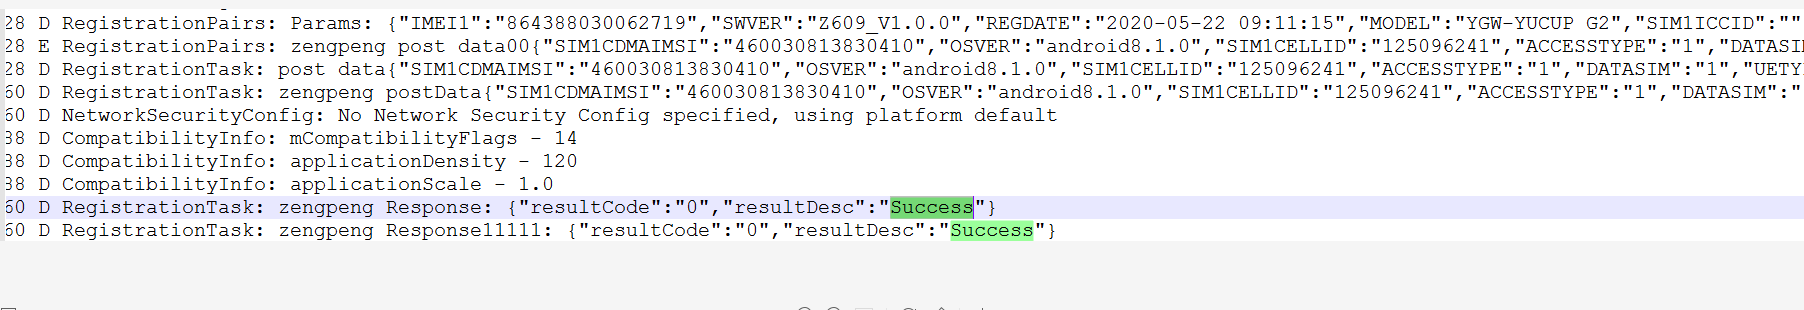 28 D RegistrationPairs: Params: {"IMEI1":"864388030062719","SWVER":"Z609_V1.0.0","REGDATE":"2020-05-22 09:11:15","MODEL":"YGW-YUCUP G2","SIM1ICCID":""
28 E RegistrationPairs: zengpeng post data00{"SIM1CDMAIMSI":"460030813830410","OSVER":"android8.1.0","SIM1CELLID":"125096241","ACCESSTYPE":"1","DATASI
28 D RegistrationTask: post data{"SIM1CDMAIMSI":"460030813830410","OSVER":"android8.1.0","SIM1CELLID":"125096241","ACCESSTYPE":"1","DATASIM":"1","UETY
60 D RegistrationTask: zengpeng postData{"SIM1CDMAIMSI":"460030813830410","OSVER":"android8.1.0","SIM1CELLID":"125096241","ACCESSTYPE":"1","DATASIM":"
60 D NetworkSecurityConfig: No Network Security Config specified, using platform default
38 D CompatibilityInfo: mCompatibilityFlags - 14
38 D CompatibilityInfo: applicationDensity - 120
38 D CompatibilityInfo: applicationScale - 1.0
60 D RegistrationTask: zengpeng Response: {"resultCode":"0","resultDesc":"Success"}
60 D RegistrationTask: zengpeng Response11111: {"resultCode":"0","resultDesc":"Success"}